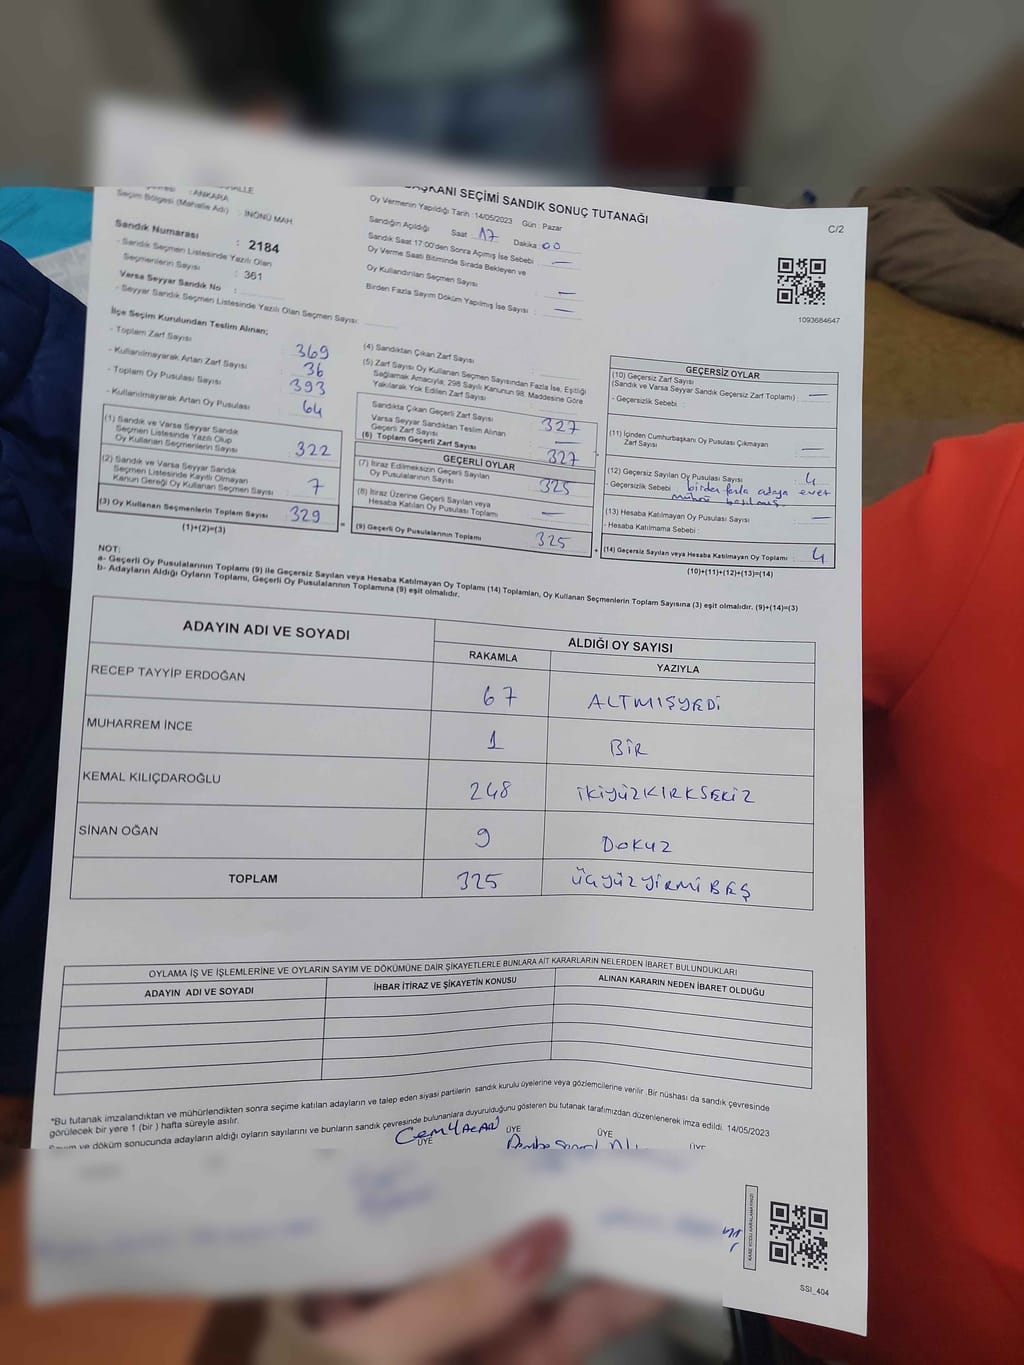 ANKARA
Seçim Bölgesi (Mahalle Adı) : İNÖNÜ MAH.
Sandık Numarası : 2184
- Sandık Seçmen Listesinde Yazılı Olan
Seçmenlerin Sayısı : 361
Varsa Seyyar Sandık No :
- Seyyar Sandık Seçmen Listesinde Yazılı Olan Seçmen Sayısı:
BAŞKANI SEÇİMİ SANDIK SONUÇ TUTANAĞI
Oy Vermenin Yapıldığı Tarih : 14/05/2023 Gün : Pazar
Sandığın Açıldığı Saat : 17 Dakika : 00
Sandık Saat 17:00'den Sonra Açımış İse Sebebi : —
Oy Verme Saati Bitiminde Sırada Bekleyen ve
Oy Kullandırılan Seçmen Sayısı : —
Birden Fazla Sayım Döküm Yapılmış İse Sayısı : —
C/2
1093684647
İlçe Seçim Kurulundan Teslim Alınan;
- Toplam Zarf Sayısı : 369
- Kullanılmayarak Artan Zarf Sayısı : 36
- Toplam Oy Pusulası Sayısı : 393
- Kullanılmayarak Artan Oy Pusulası : 64
(1) Sandık ve Varsa Seyyar Sandık
Seçmen Listesinde Yazılı Olup
Oy Kullanan Seçmenlerin Sayısı : 322
(2) Sandık ve Varsa Seyyar Sandık
Seçmen Listesinde Kayıtlı Olmayan
Kanun Gereği Oy Kullanan Seçmen Sayısı : 7
(3) Oy Kullanan Seçmenlerin Toplam Sayısı : 329
(1)+(2)=(3)
(4) Sandıktan Çıkan Zarf Sayısı :
(5) Zarf Sayısı Oy Kullanan Seçmen Sayısından Fazla İse, Eşitliği
Sağlamak Amacıyla; 298 Sayılı Kanunun 98. Maddesine Göre
Yakılarak Yok Edilen Zarf Sayısı :
Sandıkta Çıkan Geçerli Zarf Sayısı : 327
Varsa Seyyar Sandıktan Teslim Alınan
Geçerli Zarf Sayısı : —
(6) Toplam Geçerli Zarf Sayısı : 327
GEÇERLİ OYLAR
(7) İtiraz Edilmeksizin Geçerli Sayılan
Oy Pusulalarının Sayısı : 325
(8) İtiraz Üzerine Geçerli Sayılan veya
Hesaba Katılan Oy Pusulası Toplamı : —
(9) Geçerli Oy Pusulalarının Toplamı : 325
GEÇERSİZ OYLAR
(10) Geçersiz Zarf Sayısı
(Sandık ve Varsa Seyyar Sandık Geçersiz Zarf Toplamı) : —
- Geçersizlik Sebebi :
(11) İçinden Cumhurbaşkanı Oy Pusulası Çıkmayan
Zarf Sayısı : —
(12) Geçersiz Sayılan Oy Pusulası Sayısı : 4
- Geçersizlik Sebebi : birden fazla adaya evet
mührü basılmış
(13) Hesaba Katılmayan Oy Pusulası Sayısı : —
- Hesaba Katılmama Sebebi :
(14) Geçersiz Sayılan veya Hesaba Katılmayan Oy Toplamı : 4
(10)+(11)+(12)+(13)=(14)
NOT:
a- Geçerli Oy Pusulalarının Toplamı (9) ile Geçersiz Sayılan veya Hesaba Katılmayan Oy Toplamı (14) Toplamları, Oy Kullanan Seçmenlerin Toplam Sayısına (3) eşit olmalıdır. (9)+(14)=(3)
b- Adayların Aldığı Oyların Toplamı, Geçerli Oy Pusulalarının Toplamına (9) eşit olmalıdır.
ADAYIN ADI VE SOYADI
ALDIĞI OY SAYISI
RAKAMLA YAZIYLA
RECEP TAYYİP ERDOĞAN 67 ALTMIŞYEDİ
MUHARREM İNCE 1 BİR
KEMAL KILIÇDAROĞLU 248 İKİYÜZKIRKSEKİZ
SİNAN OĞAN 9 DOKUZ
TOPLAM 325 ÜÇYÜZYİRMİBEŞ
OYLAMA İŞ VE İŞLEMLERİNE VE OYLARIN SAYIM VE DÖKÜMÜNE DAİR ŞİKAYETLERLE BUNLARA AİT KARARLARIN NELERDEN İBARET BULUNDUKLARI
ADAYIN ADI VE SOYADI İHBAR İTİRAZ VE ŞİKAYETİN KONUSU ALINAN KARARIN NEDEN İBARET OLDUĞU
*Bu tutanak imzalandıktan ve mühürlendikten sonra seçime katılan adayların ve talep eden siyasi partilerin sandık kurulu üyelerine veya gözlemcilerine verilir .Bir nüshası da sandık çevresinde
görülecek bir yere 1 (bir ) hafta süreyle asılır.
ve döküm sonucunda adayların aldığı oyların sayılarını ve bunların sandık çevresinde bulunanlara duyurulduğunu gösteren bu tutanak tarafımızdan düzenlenerek imza edildi. 14/05/2023
ÜYE ÜYE ÜYE ÜYE
KARE KODU KARALAMAYINIZ!
SSI_404